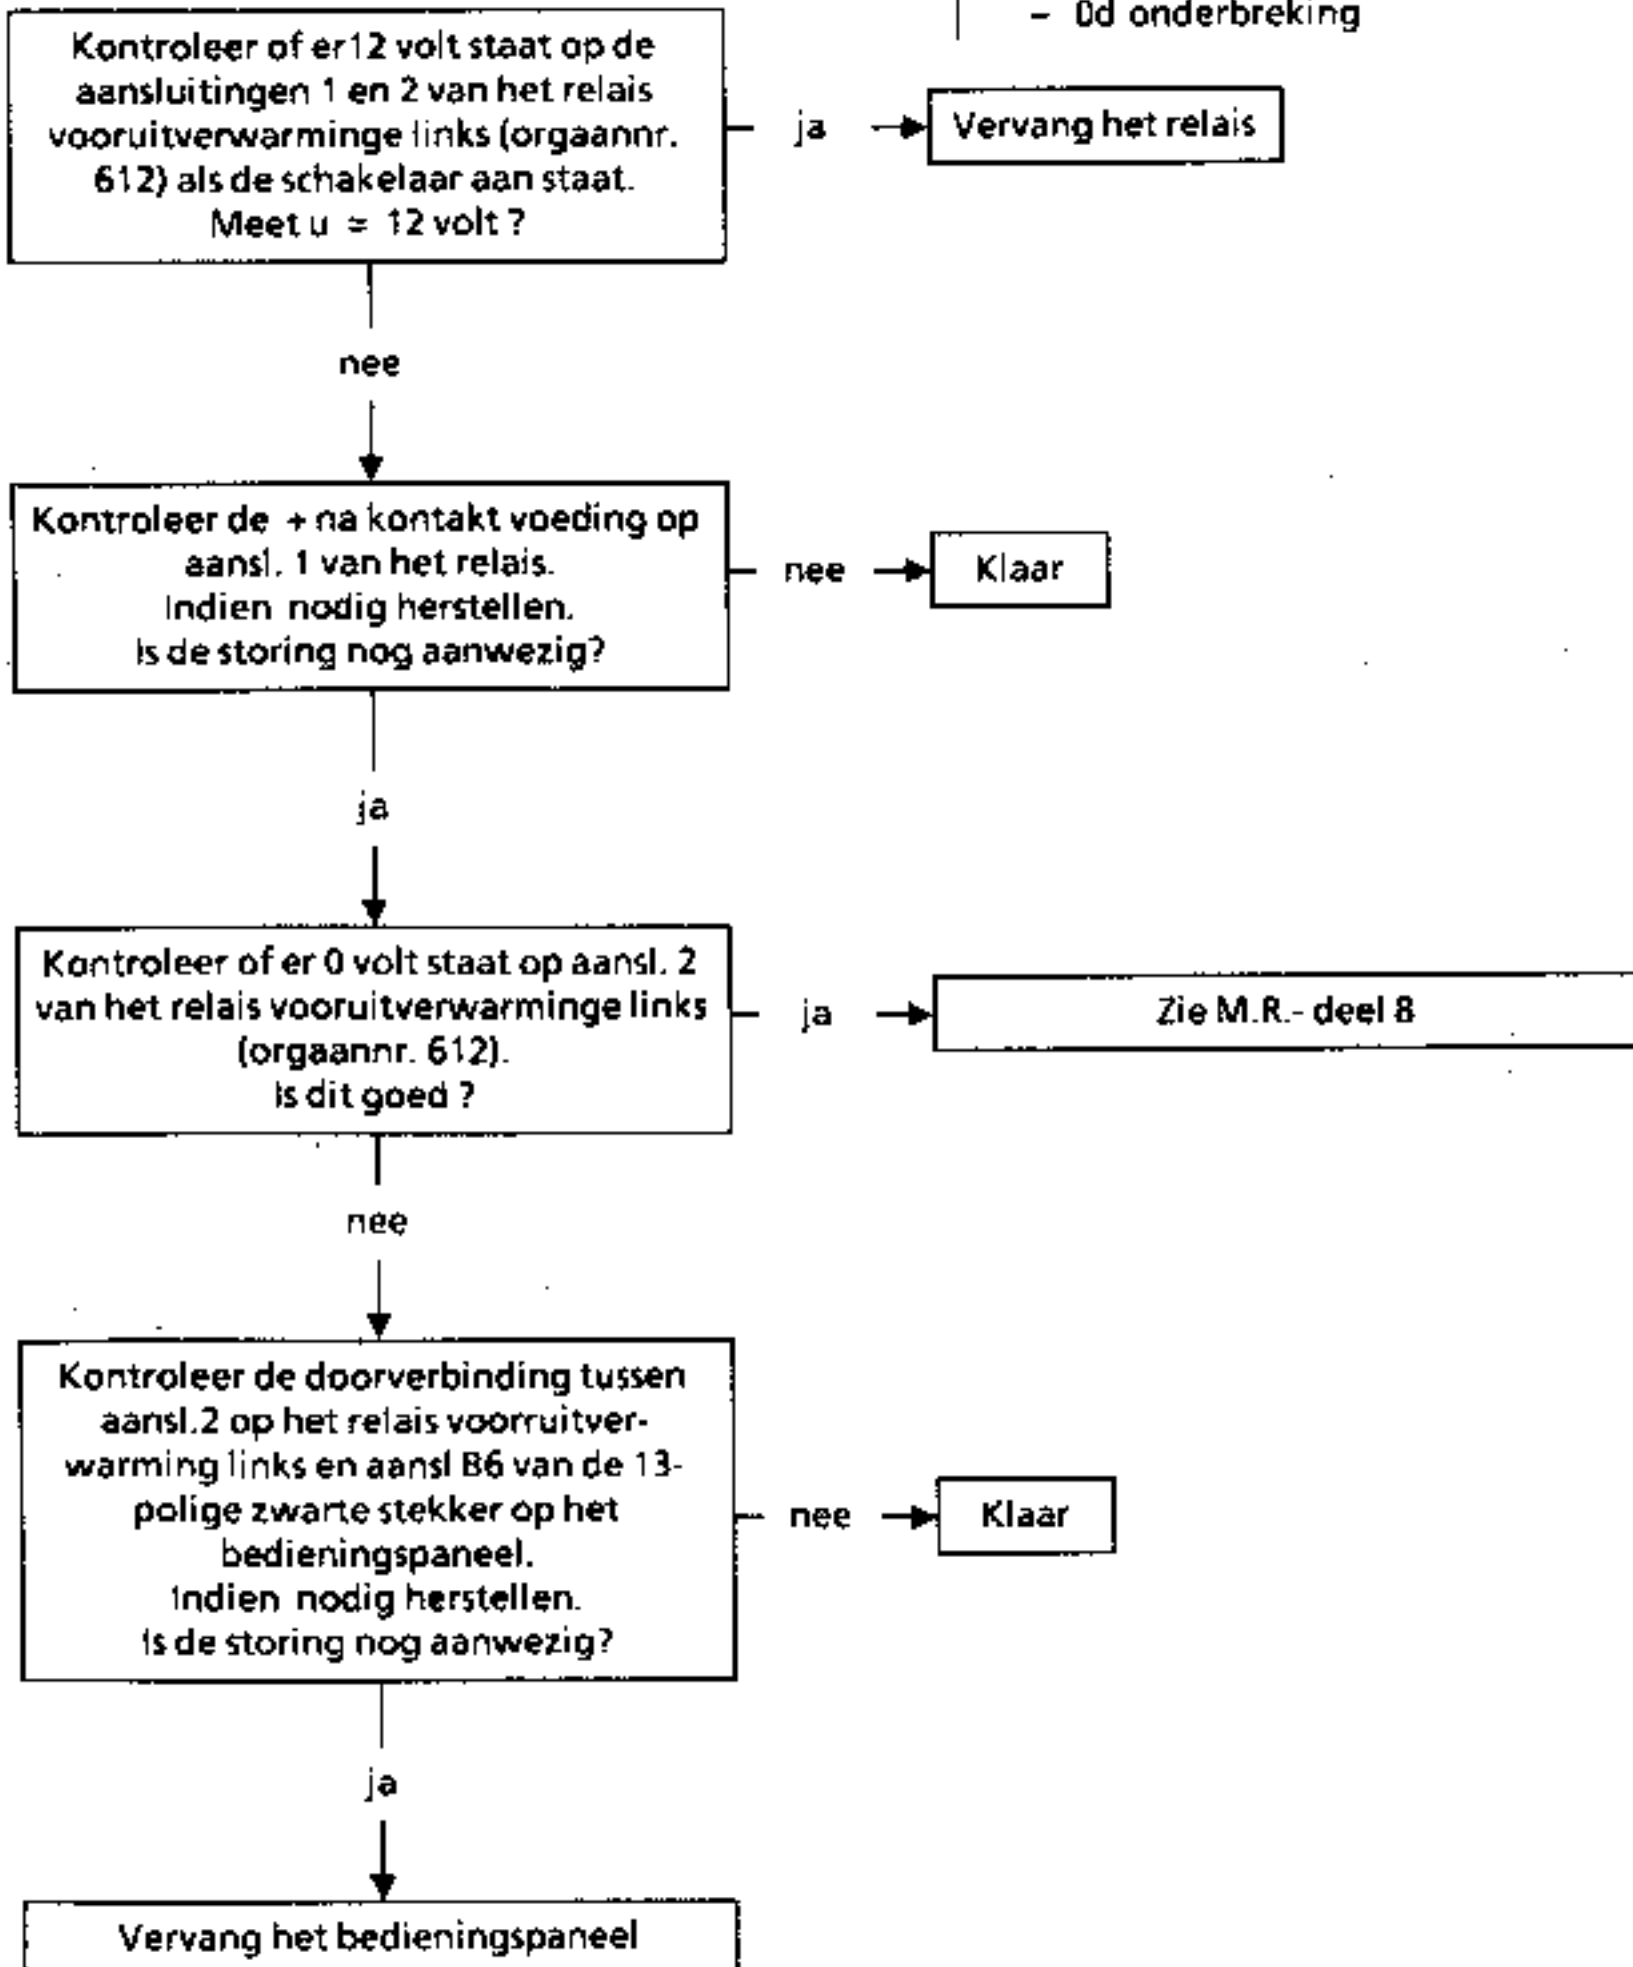 – 0d onderbreking
Kontroleer of er 12 volt staat op de
aansluitingen 1 en 2 van het relais
vooruitverwarminge links (orgaannr.
612) als de schakelaar aan staat.
Meet u ≃ 12 volt ?
ja
Vervang het relais
nee
Kontroleer de + na kontakt voeding op
aansl. 1 van het relais.
Indien nodig herstellen.
Is de storing nog aanwezig?
nee
Klaar
ja
Kontroleer of er 0 volt staat op aansl. 2
van het relais vooruitverwarminge links
(orgaannr. 612).
Is dit goed ?
ja
Zie M.R.- deel 8
nee
Kontroleer de doorverbinding tussen
aansl.2 op het relais voorruitver-
warming links en aansl B6 van de 13-
polige zwarte stekker op het
bedieningspaneel.
Indien nodig herstellen.
Is de storing nog aanwezig?
nee
Klaar
ja
Vervang het bedieningspaneel